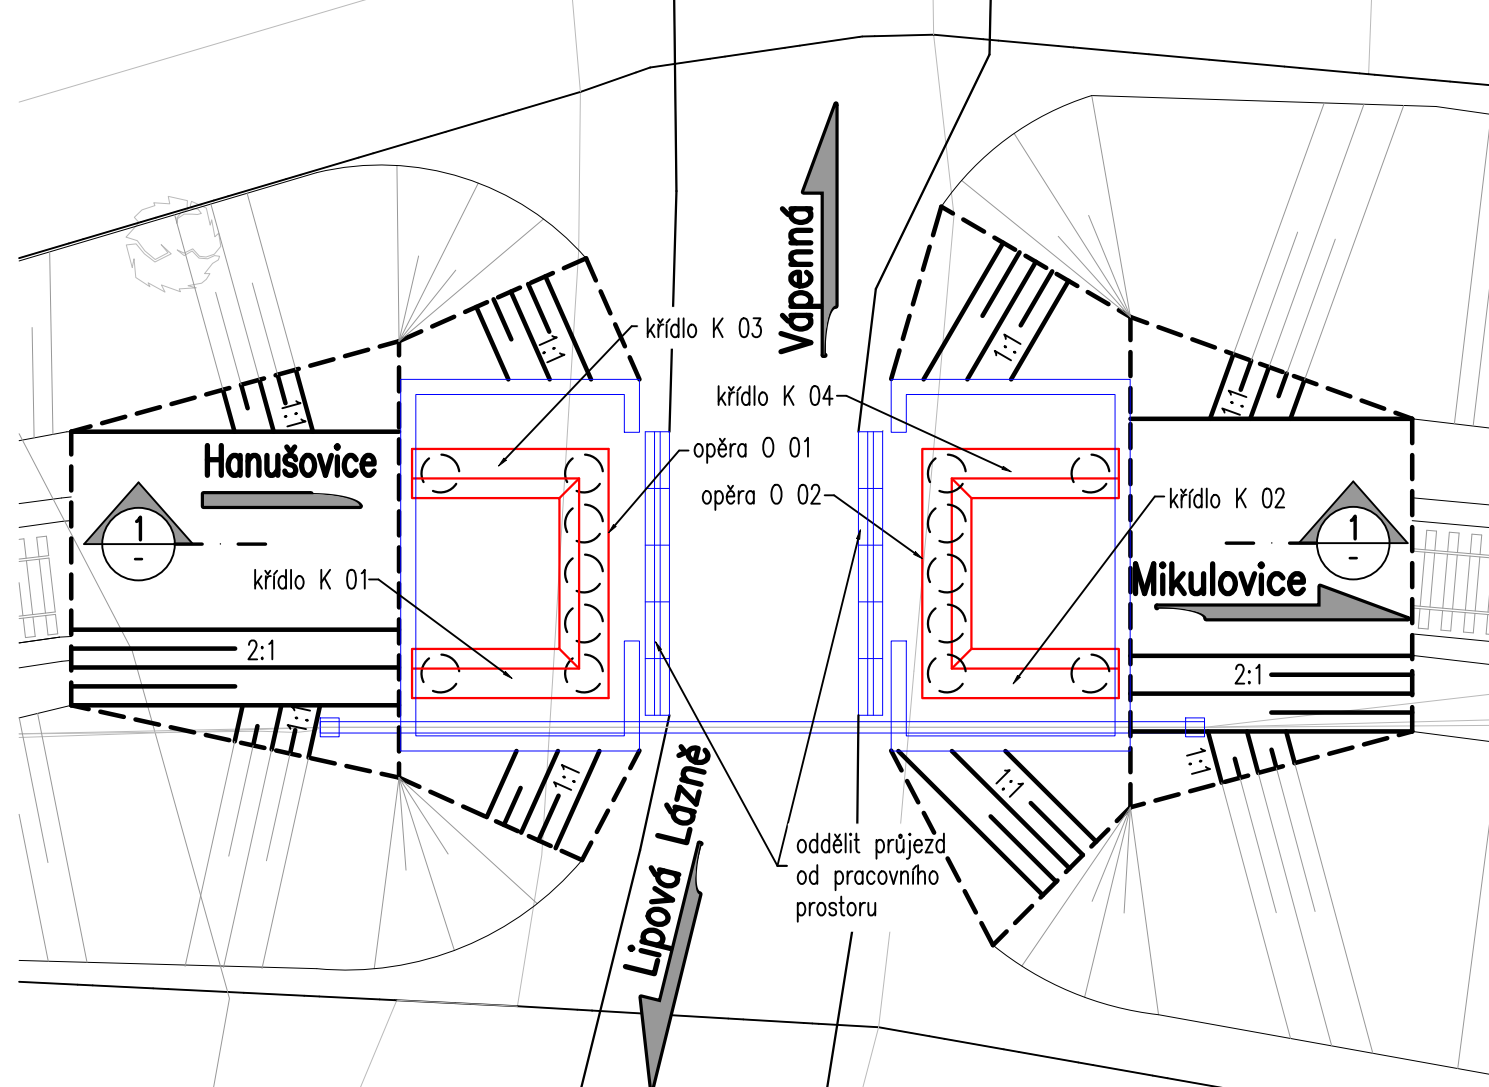 Vápenná
křídlo K 03
1:1
1:1
křídlo K 04
1:1
1:1
Hanušovice
opěra O 01
opěra O 02
křídlo K 02
1
-
1
-
křídlo K 01
Mikulovice
2:1
2:1
1:1
1:1
1:1
1:1
Lipová Lázně
oddělit průjezd
od pracovního
prostoru